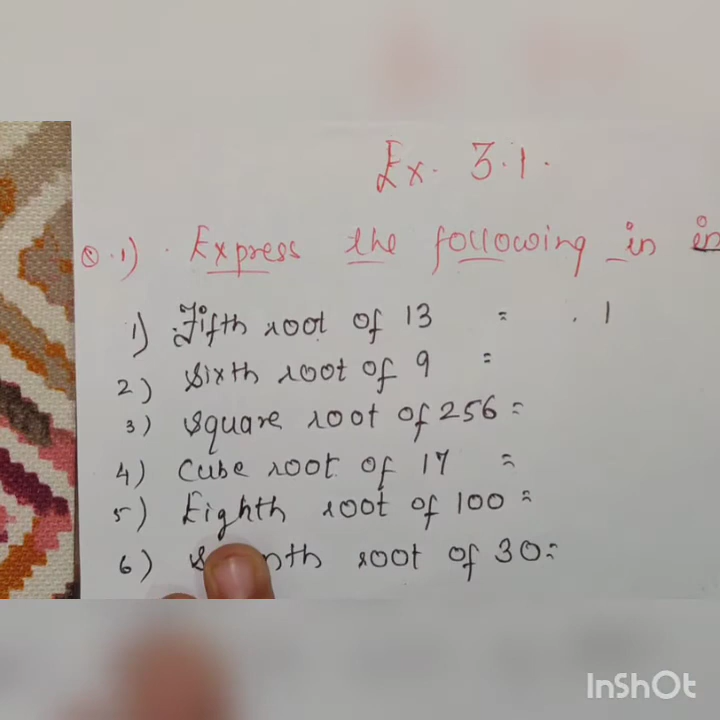 Ex. 3.1.
Q.1) Express the following in in
1) Fifth root of 13 = . 1
2) Sixth root of 9 =
3) Square root of 256 =
4) Cube root of 17 =
5) Eighth root of 100 =
6) root of 30 =
InShOt